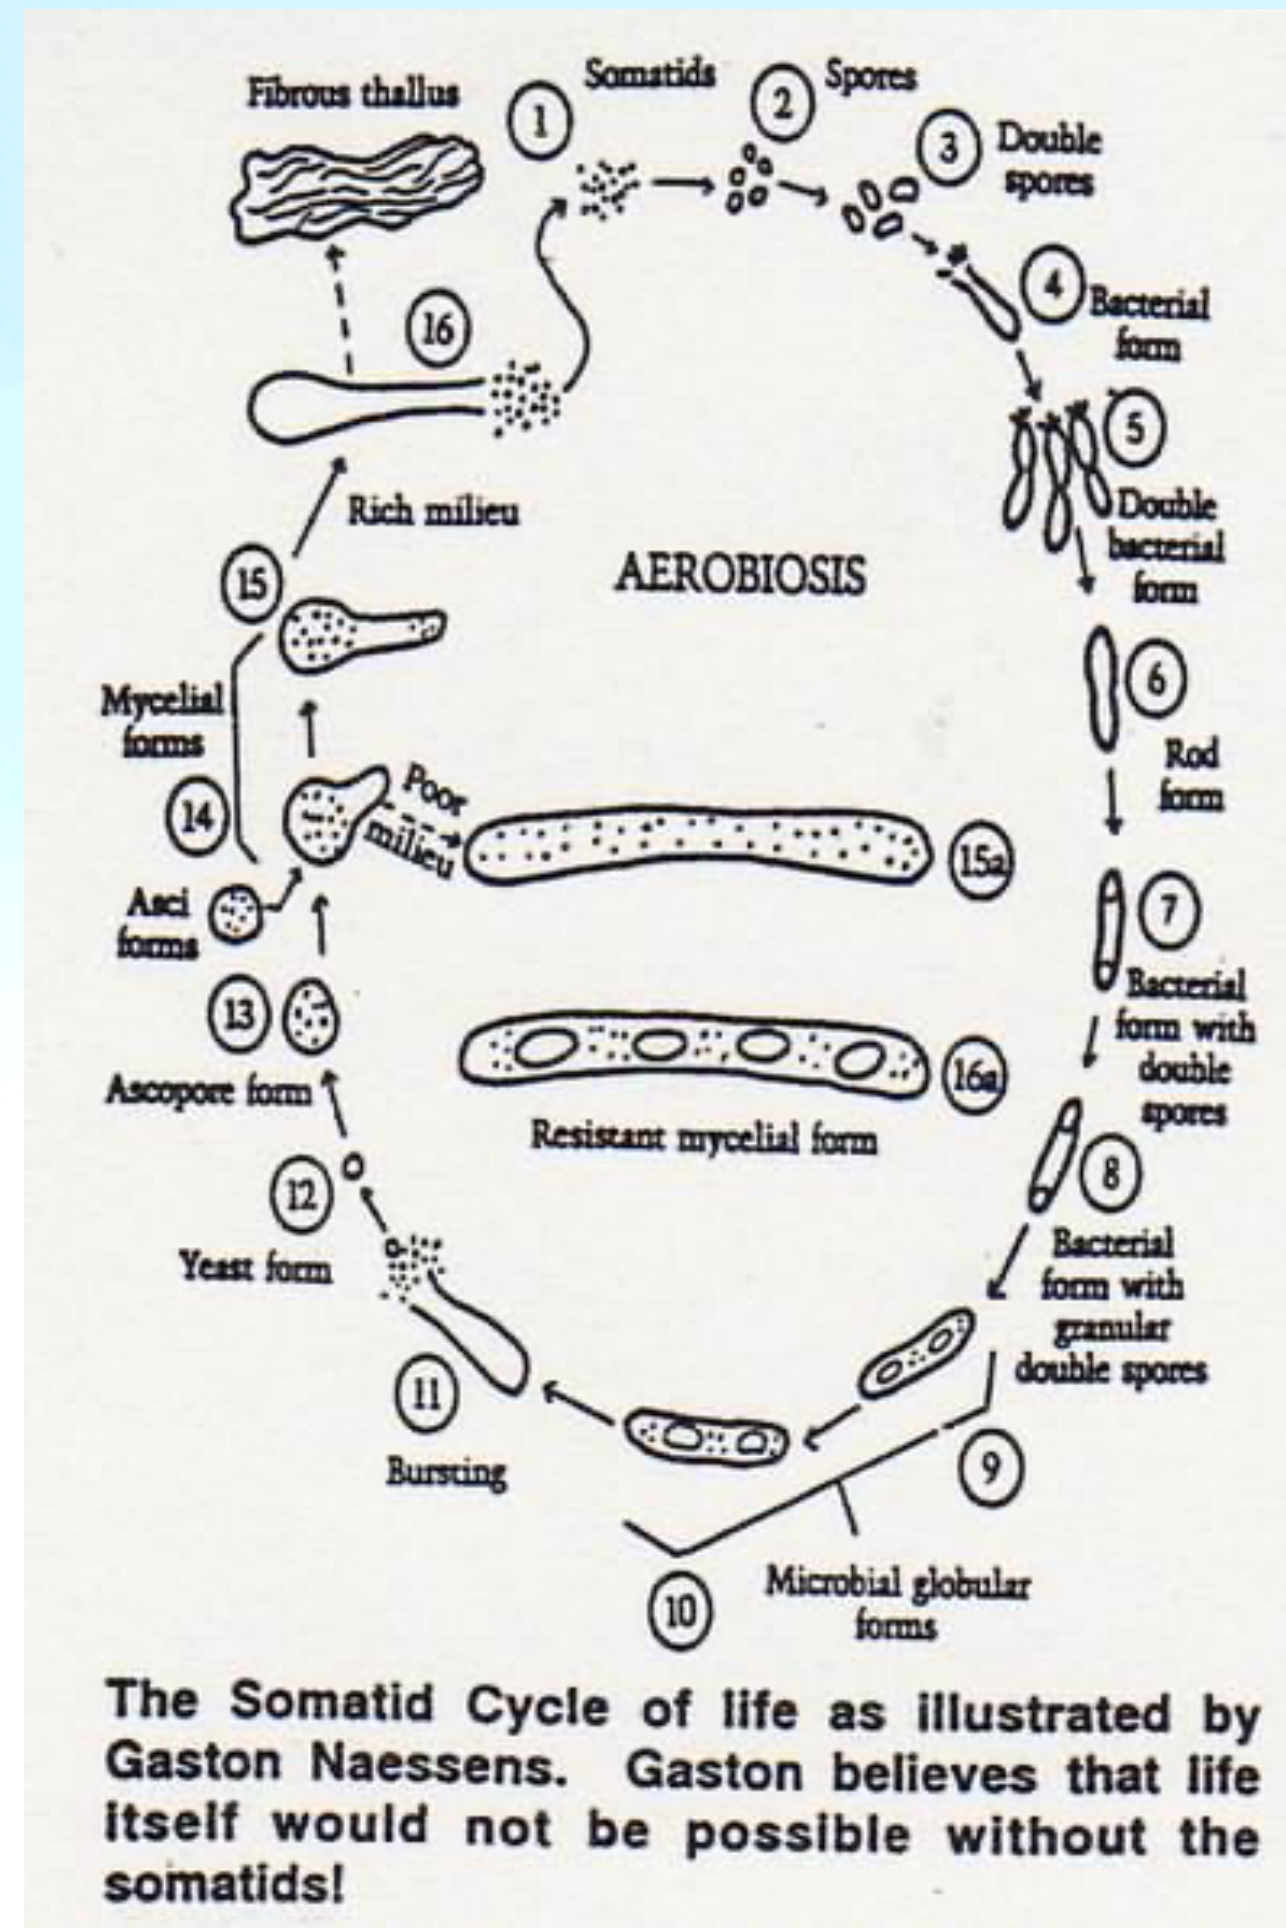 Fibrous thallus
1
Somatids
2
Spores
3
Double
spores
4
Bacterial
form
5
Double
bacterial
form
6
Rod
form
7
Bacterial
form with
double
spores
8
Bacterial
form with
granular
double spores
9
10
Microbial globular
forms
11
Bursting
12
Yeast form
13
Ascopore form
Asci
forms
14
Mycelial
forms
15
Rich milieu
16
AEROBIOSIS
Poor
milieu
15a
16a
Resistant mycelial form
The Somatid Cycle of life as illustrated by
Gaston Naessens. Gaston believes that life
itself would not be possible without the
somatids!